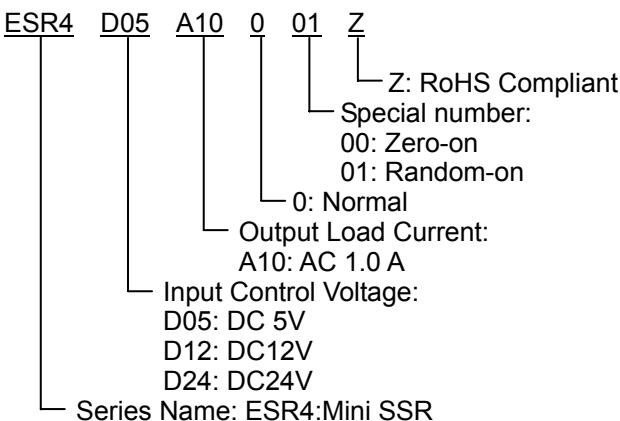 ESR4 D05 A10 0 01 Z
Z: RoHS Compliant
Special number:
00: Zero-on
01: Random-on
0: Normal
Output Load Current:
A10: AC 1.0 A
Input Control Voltage:
D05: DC 5V
D12: DC12V
D24: DC24V
Series Name: ESR4:Mini SSR